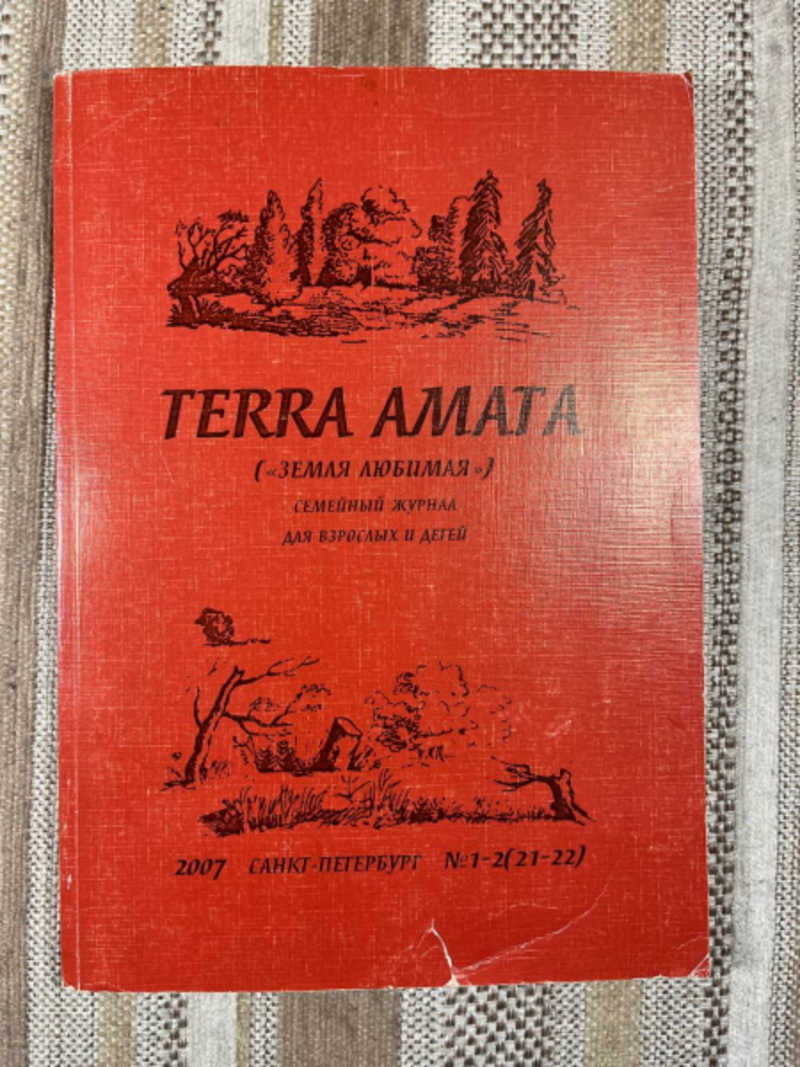 TERRA AMATA
(«ЗЕМЛЯ ЛЮБИМАЯ»)
СЕМЕЙНЫЙ ЖУРНАЛ
ДЛЯ ВЗРОСЛЫХ И ДЕТЕЙ
2007 САНКТ-ПЕТЕРБУРГ №1-2(21-22)